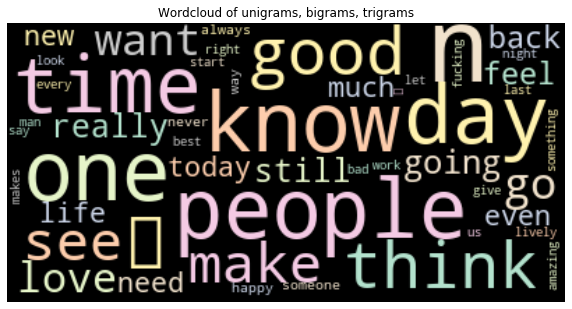 Wordcloud of unigrams, bigrams, trigrams
new want always good n back
right
look start fucking feel
every time way much let night
know day last
man really never
say best something
one today still bad work going
makes people give go
life even
see us lively
love need make think
happy someone amazing